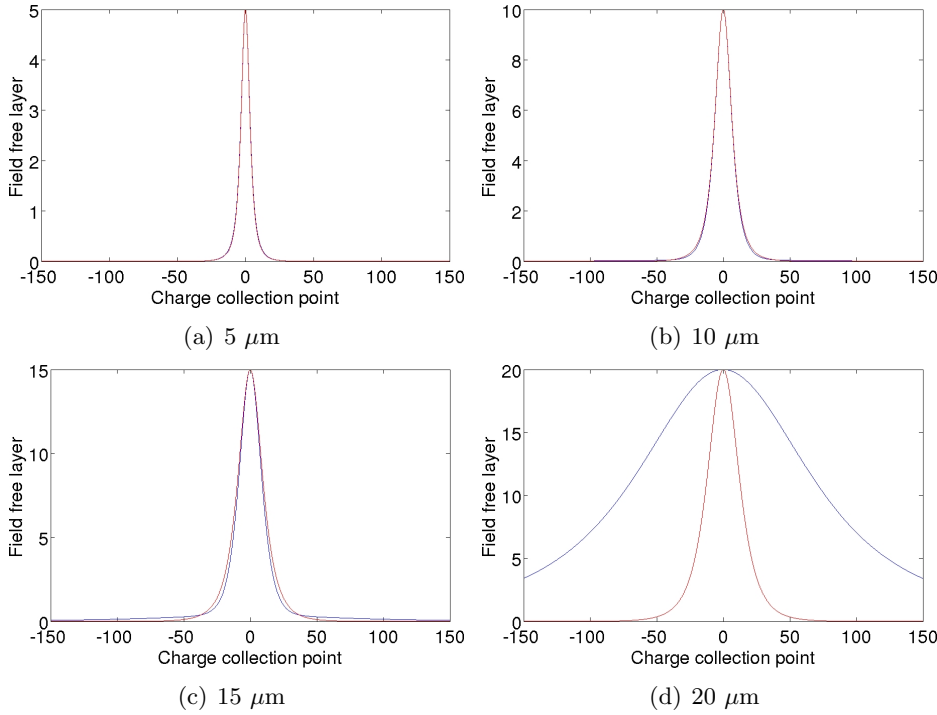 5
4
3
2
1
0
Field free layer
-150 -100 -50 0 50 100 150
Charge collection point
(a) 5 μm
10
8
6
4
2
0
Field free layer
-150 -100 -50 0 50 100 150
Charge collection point
(b) 10 μm
15
10
5
0
Field free layer
-150 -100 -50 0 50 100 150
Charge collection point
(c) 15 μm
20
15
10
5
0
Field free layer
-150 -100 -50 0 50 100 150
Charge collection point
(d) 20 μm